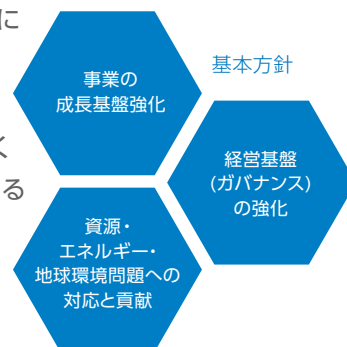 に
く
る
基本方針
事業の
成長基盤強化
経営基盤
(ガバナンス)
の強化
資源・
エネルギー・
地球環境問題への
対応と貢献